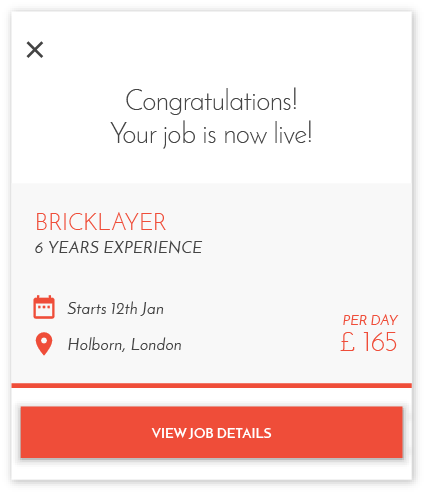 Congratulations!
Your job is now live!
BRICKLAYER
6 YEARS EXPERIENCE
Starts 12th Jan
Holborn, London
PER DAY
£ 165
VIEW JOB DETAILS